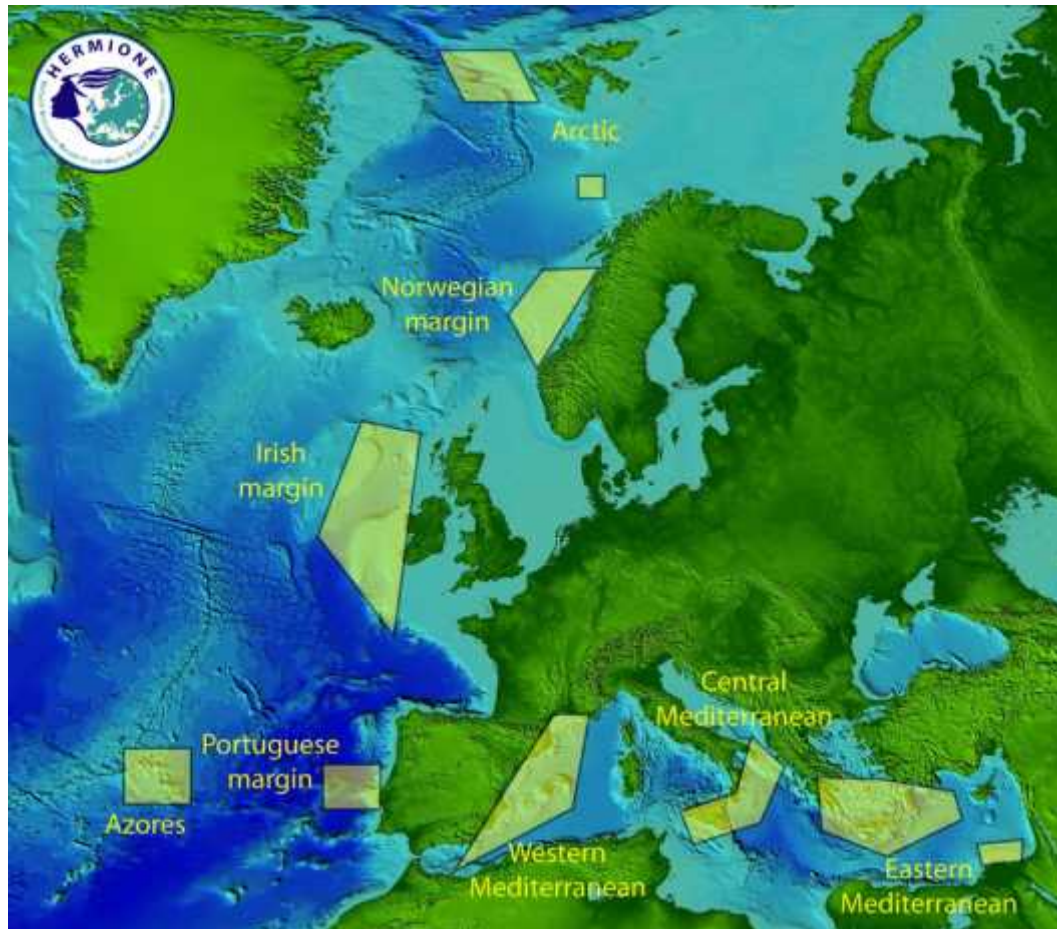 HERMIONE
Arctic
Norwegian
margin
Irish
margin
Central
Mediterranean
Portuguese
margin
Azores
Western
Mediterranean
Eastern
Mediterranean